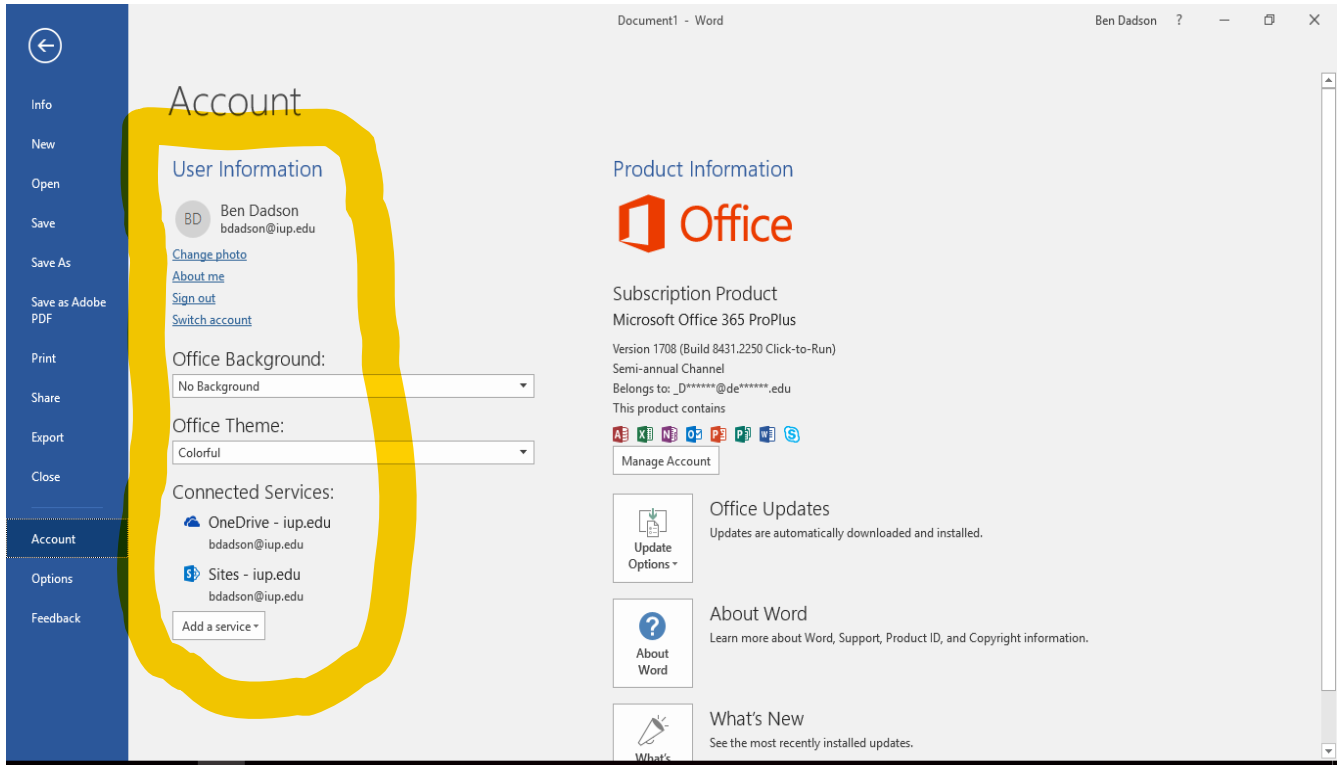 Document1 - Word
Ben Dadson ?
Info
New
Open
Save
Save As
Save as Adobe
PDF
Print
Share
Export
Close
Account
Options
Feedback
Account
User Information
BD
Ben Dadson
bdadson@iup.edu
Change photo
About me
Sign out
Switch account
Office Background:
No Background
Office Theme:
Colorful
Connected Services:
OneDrive - iup.edu
bdadson@iup.edu
Sites - iup.edu
bdadson@iup.edu
Add a service
Product Information
Office
Subscription Product
Microsoft Office 365 ProPlus
Version 1708 (Build 8431.2250 Click-to-Run)
Semi-annual Channel
Belongs to: _D******@de******.edu
This product contains
Manage Account
Update
Options
Office Updates
Updates are automatically downloaded and installed.
About
Word
About Word
Learn more about Word, Support, Product ID, and Copyright information.
What's
What's New
See the most recently installed updates.